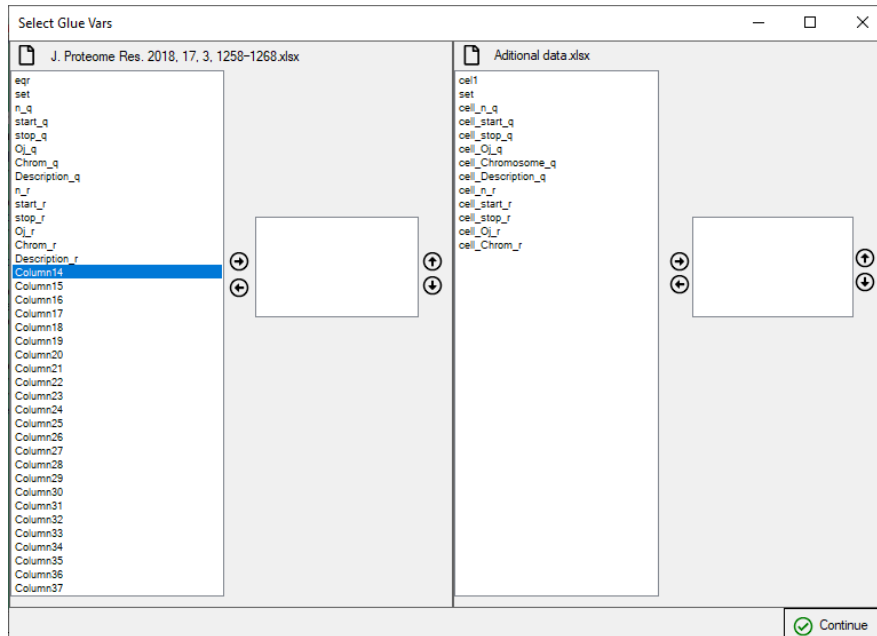 Select Glue Vars
J. Proteome Res. 2018, 17, 3, 1258-1268.xlsx
eqr
set
n_q
start_q
stop_q
Oj_q
Chrom_q
Description_q
n_r
start_r
stop_r
Oj_r
Chrom_r
Description_r
Column14
Column15
Column16
Column17
Column18
Column19
Column20
Column21
Column22
Column23
Column24
Column25
Column26
Column27
Column28
Column29
Column30
Column31
Column32
Column33
Column34
Column35
Column36
Column37
Aditional data.xlsx
cel1
set
cell_n_q
cell_start_q
cell_stop_q
cell_Oj_q
cell_Chromosome_q
cell_Description_q
cell_n_r
cell_start_r
cell_stop_r
cell_Oj_r
cell_Chrom_r
Continue